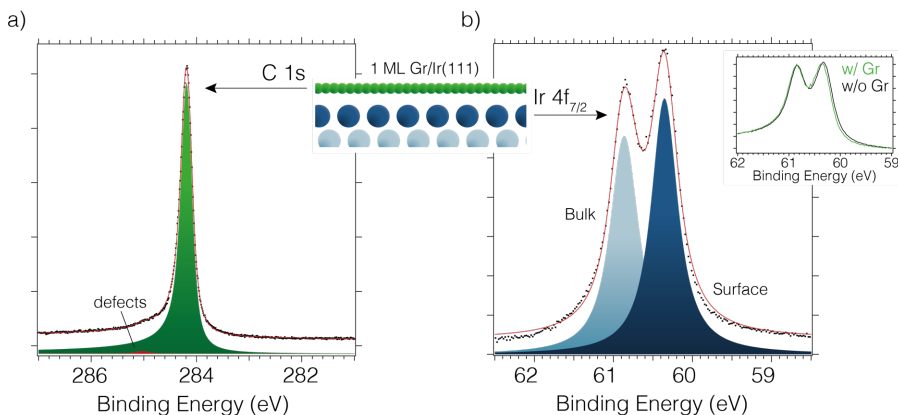 a)
C 1s
defects
286
284
282
Binding Energy (eV)
1 ML Gr/Ir(111)
b)
Ir 4f7/2
Bulk
Surface
62
61
60
59
Binding Energy (eV)
w/ Gr
w/o Gr
62
61
60
59
Binding Energy (eV)